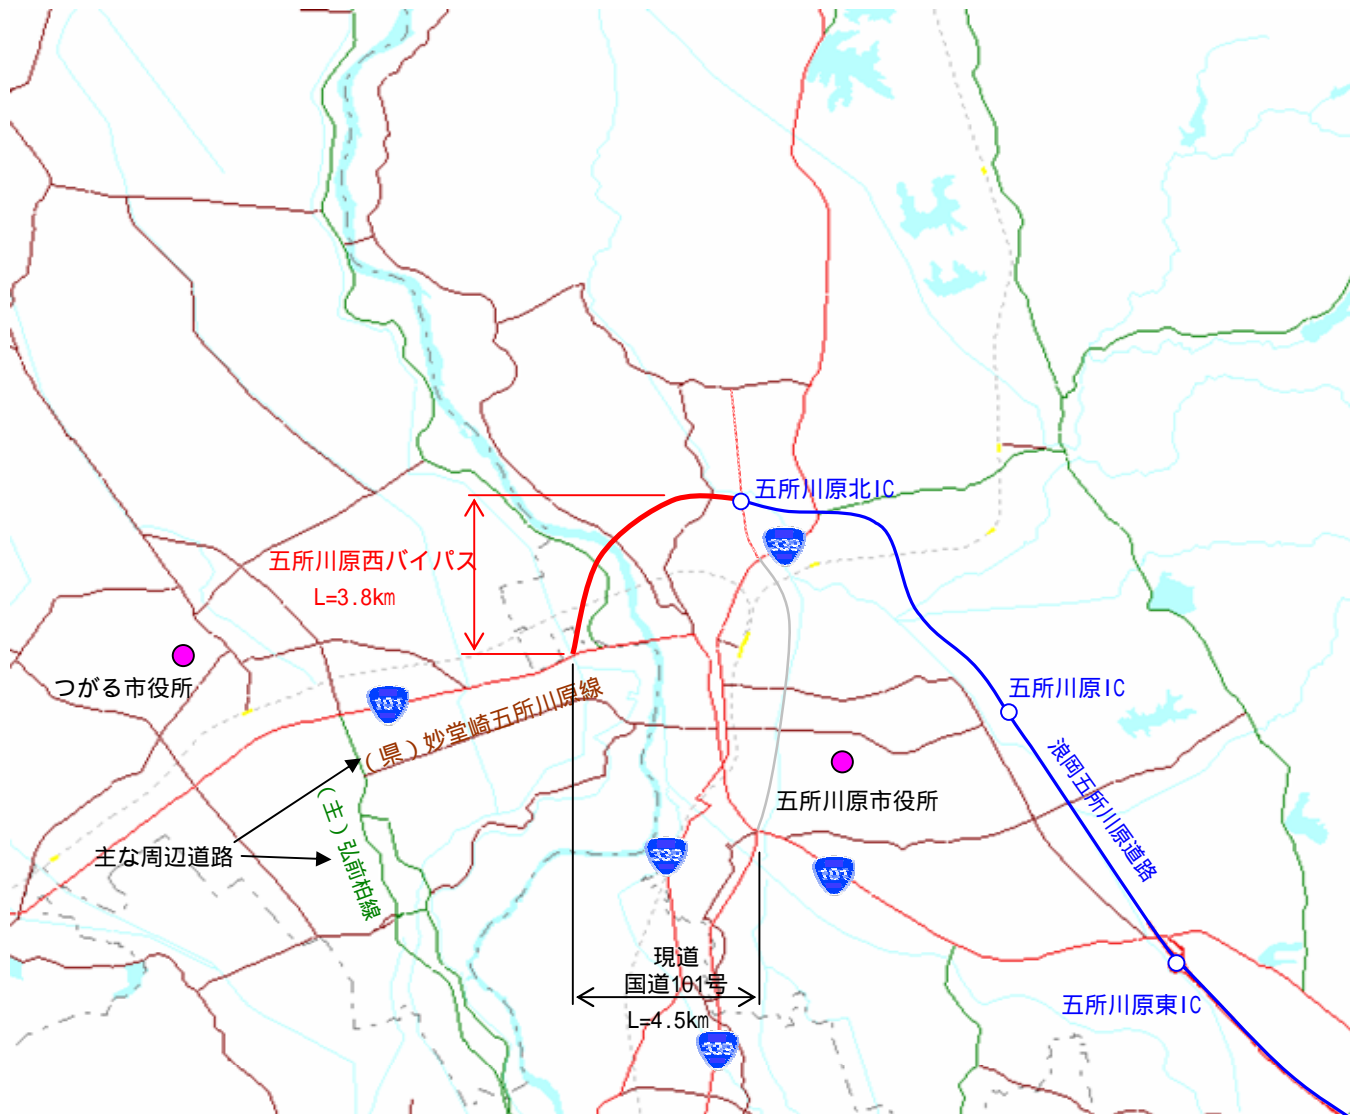 五所川原北IC
339
五所川原西バイパス
L=3.8km
つがる市役所
101
(県)妙堂崎五所川原線
五所川原IC
浪岡五所川原道路
五所川原市役所
(主)弘前柏線
主な周辺道路
339
101
現道
国道101号
L=4.5km
五所川原東IC
339